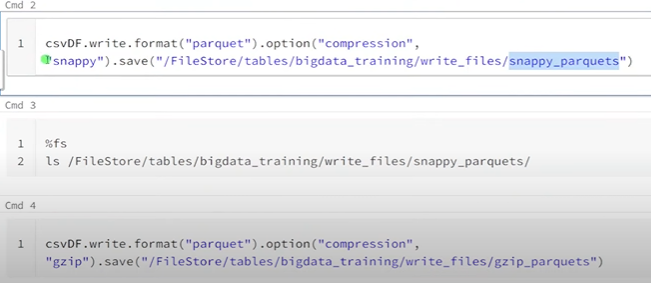 Cmd 2
1 csvDF.write.format("parquet").option("compression",
"snappy").save("/FileStore/tables/bigdata_training/write_files/snappy_parquets")
Cmd 3
1 %fs
2 ls /FileStore/tables/bigdata_training/write_files/snappy_parquets/
Cmd 4
1 csvDF.write.format("parquet").option("compression",
"gzip").save("/FileStore/tables/bigdata_training/write_files/gzip_parquets")